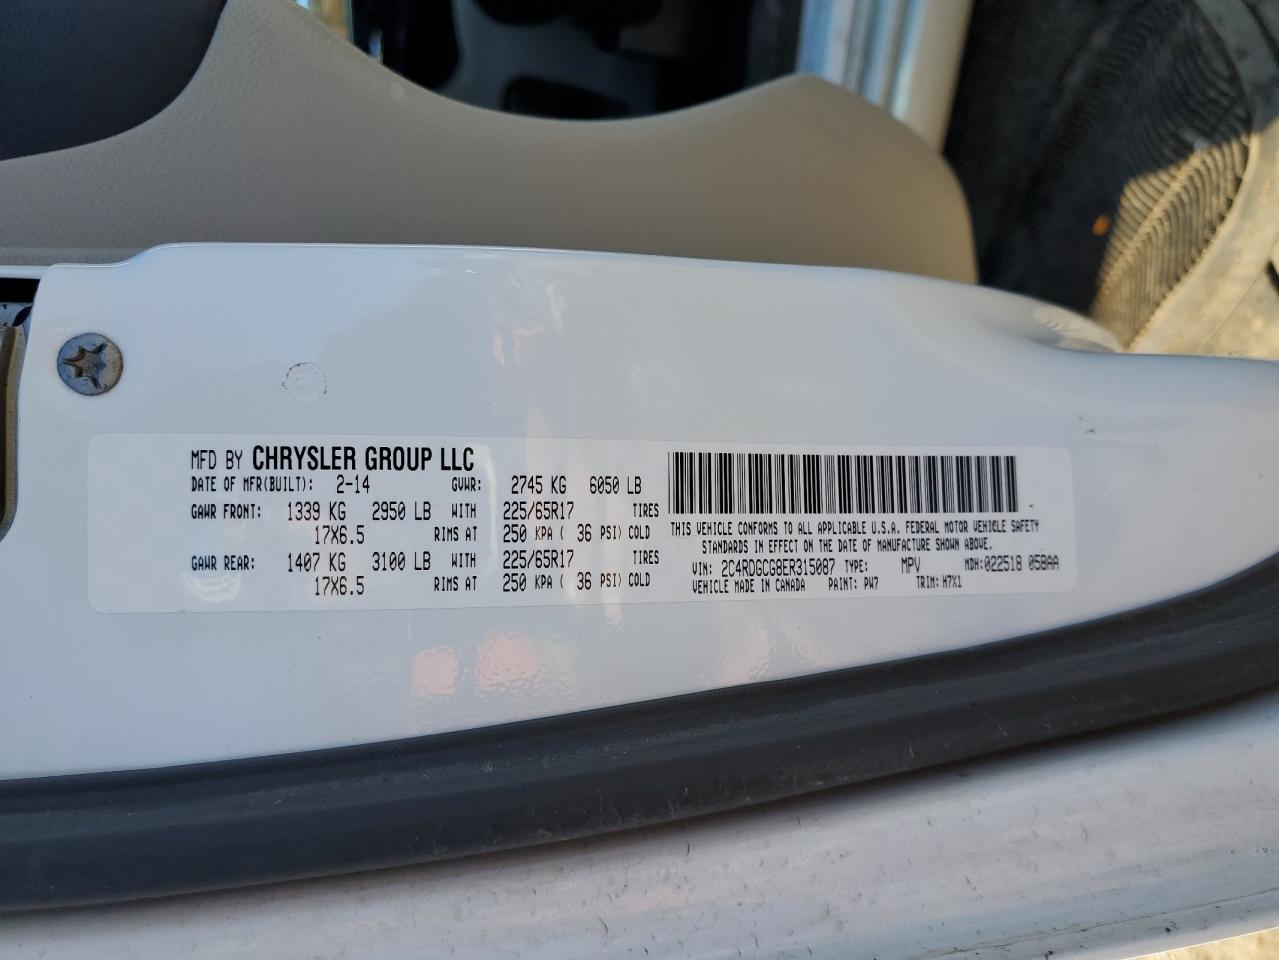 MFD BY CHRYSLER GROUP LLC
DATE OF MFR(BUILT): 2-14 GVWR: 2745 KG 6050 LB
GAWR FRONT: 1339 KG 2950 LB WITH 225/65R17 TIRES
17X6.5 RIMS AT 250 KPA ( 36 PSI) COLD
GAWR REAR: 1407 KG 3100 LB WITH 225/65R17 TIRES
17X6.5 RIMS AT 250 KPA ( 36 PSI) COLD
THIS VEHICLE CONFORMS TO ALL APPLICABLE U.S.A. FEDERAL MOTOR VEHICLE SAFETY
STANDARDS IN EFFECT ON THE DATE OF MANUFACTURE SHOWN ABOVE.
VIN: 2C4RDGCG8ER315087 TYPE: MPV MDH:022518 058AA
VEHICLE MADE IN CANADA PAINT: PW7 TRIM: H7X1